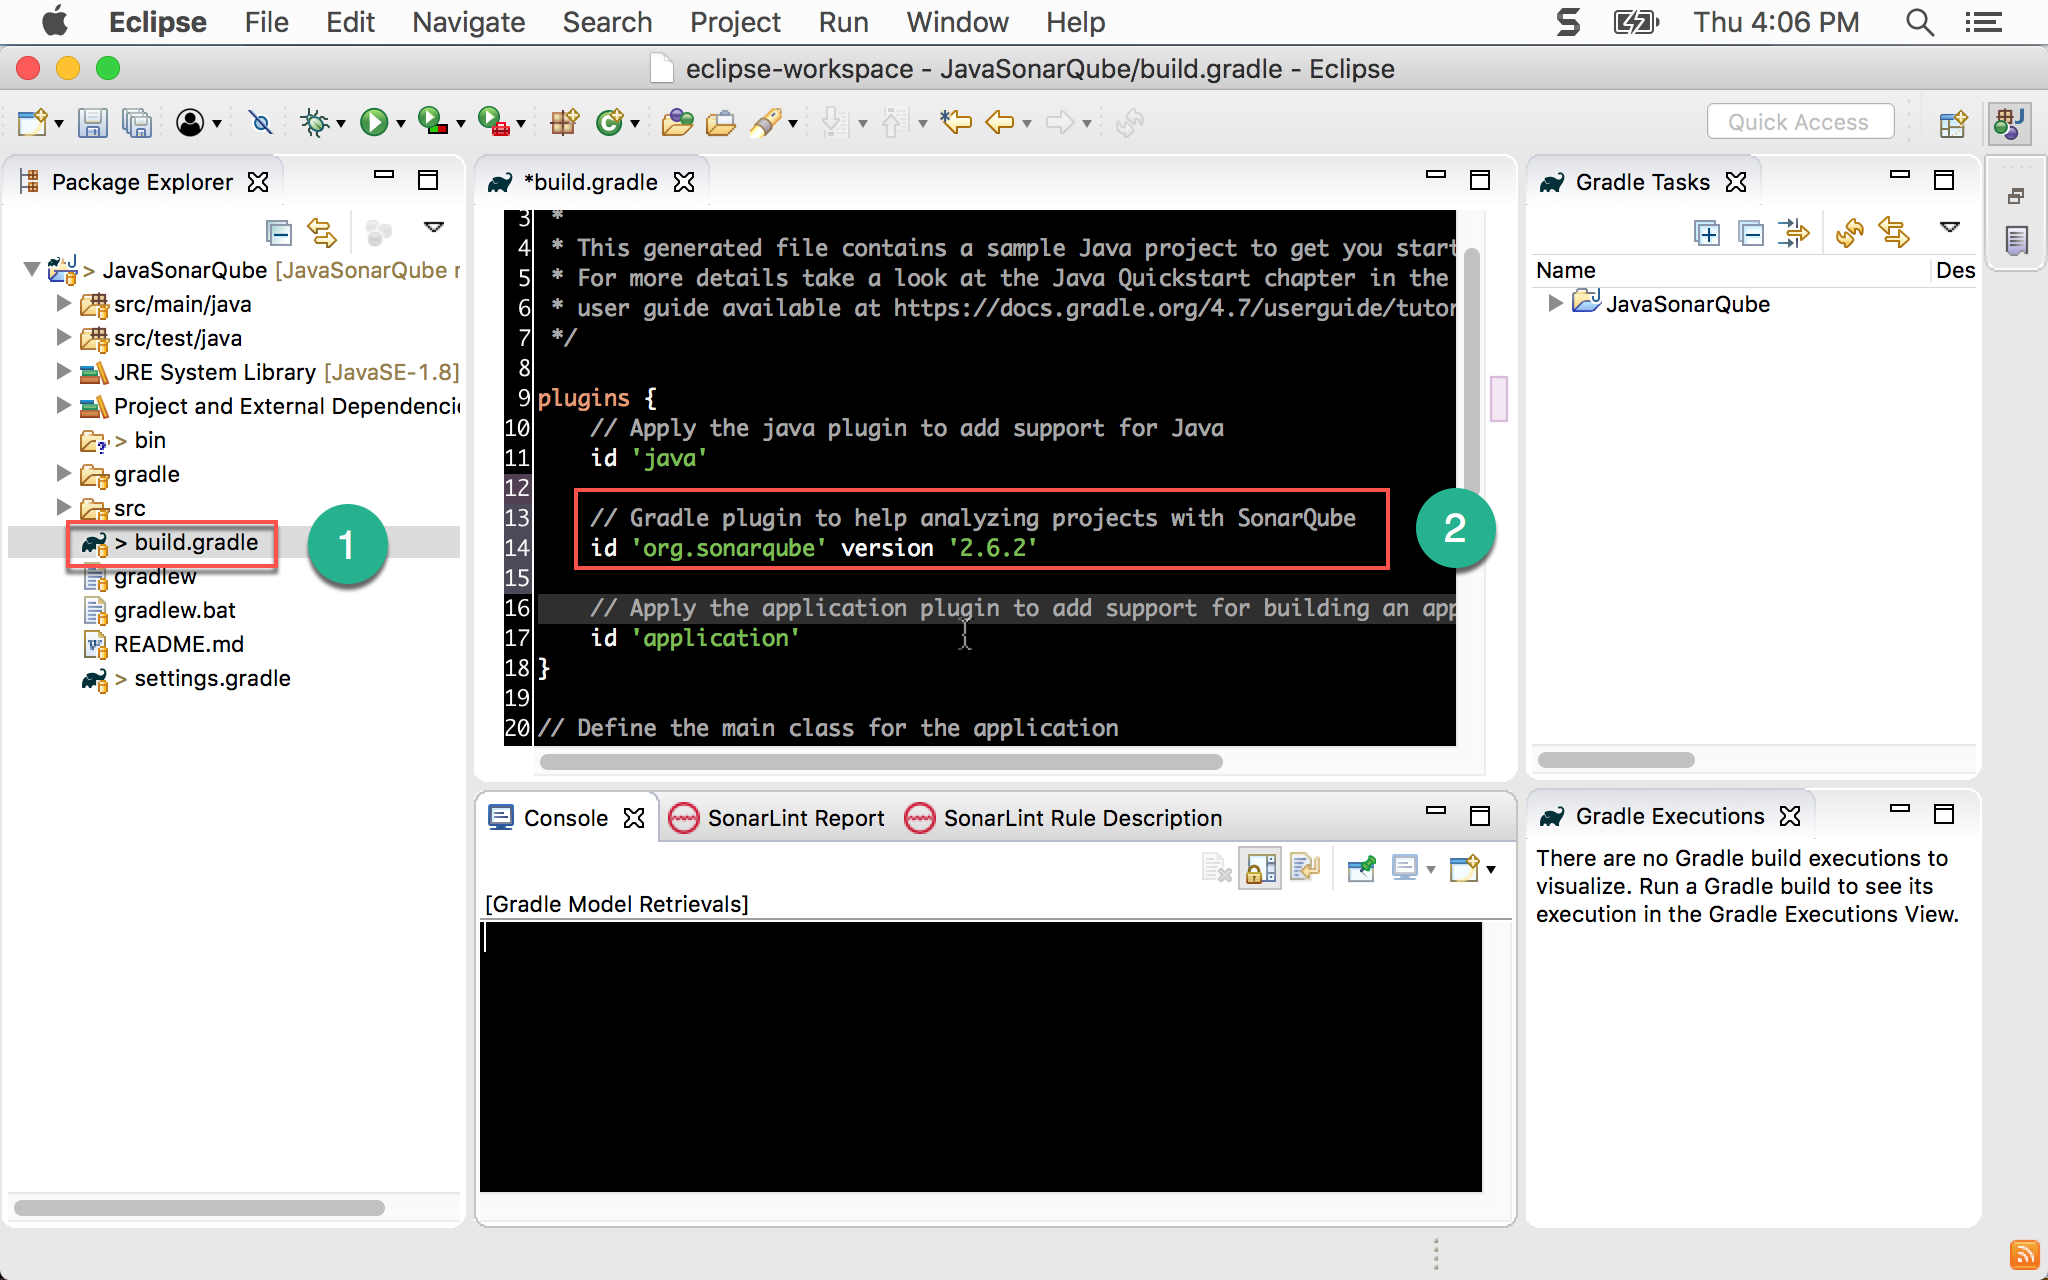 Eclipse File Edit Navigate Search Project Run Window Help Thu 4:06 PM
eclipse-workspace - JavaSonarQube/build.gradle - Eclipse
Quick Access
Package Explorer
> JavaSonarQube [JavaSonarQube r
src/main/java
src/test/java
JRE System Library [JavaSE-1.8]
Project and External Dependenci
> bin
gradle
src
> build.gradle
1
gradlew
gradlew.bat
README.md
> settings.gradle
*build.gradle
3 *
4 * This generated file contains a sample Java project to get you start
5 * For more details take a look at the Java Quickstart chapter in the
6 * user guide available at https://docs.gradle.org/4.7/userguide/tutor
7 */
8
9 plugins {
10 // Apply the java plugin to add support for Java
11 id 'java'
12
13 // Gradle plugin to help analyzing projects with SonarQube
14 id 'org.sonarqube' version '2.6.2'
2
15
16 // Apply the application plugin to add support for building an app
17 id 'application'
18 }
19
20 // Define the main class for the application
Gradle Tasks
Name Des
JavaSonarQube
Console SonarLint Report SonarLint Rule Description
[Gradle Model Retrievals]
Gradle Executions
There are no Gradle build executions to
visualize. Run a Gradle build to see its
execution in the Gradle Executions View.